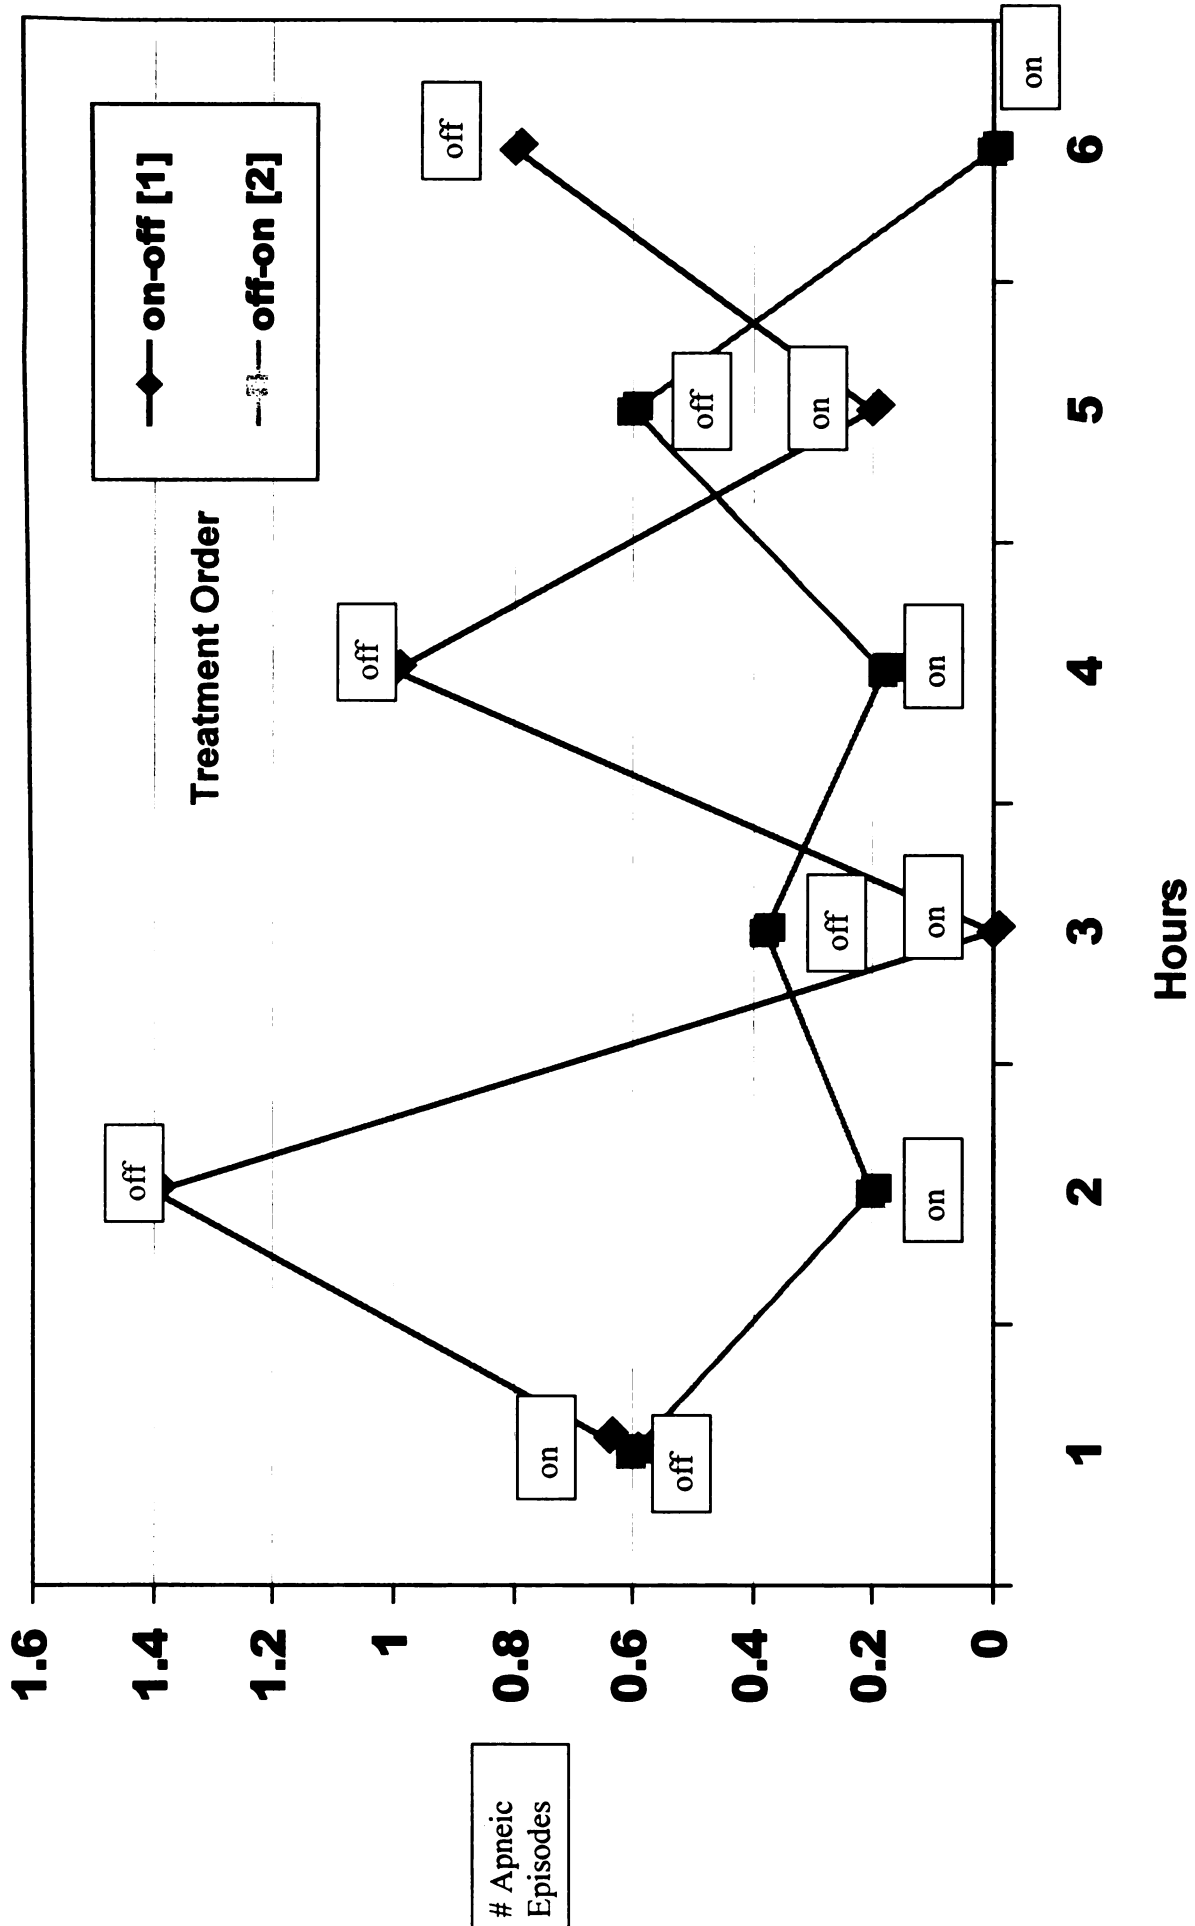 # Apneic
Episodes
1.6
1.4
1.2
1
0.8
0.6
0.4
0.2
0
Treatment Order
on-off [1]
off-on [2]
on
off
off
on
off
on
off
on
off
on
off
on
1
2
3
4
5
6
Hours